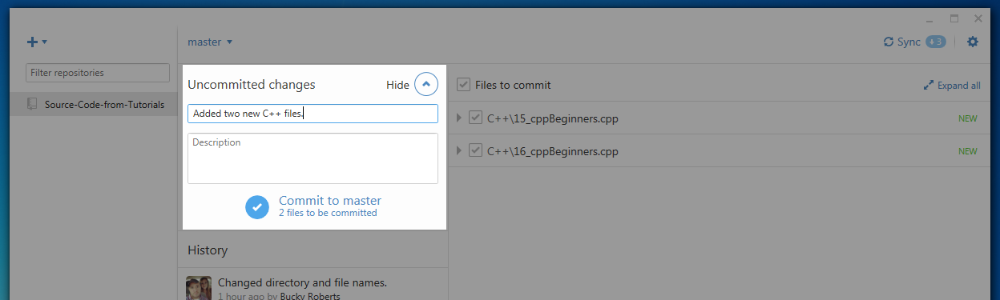 master
Sync 3
Filter repositories
Source-Code-from-Tutorials
Uncommitted changes
Hide
Added two new C++ files.
Description
Commit to master
2 files to be committed
Files to commit
Expand all
C++\15_cppBeginners.cpp
NEW
C++\16_cppBeginners.cpp
NEW
History
Changed directory and file names.
1 hour ago by Bucky Roberts